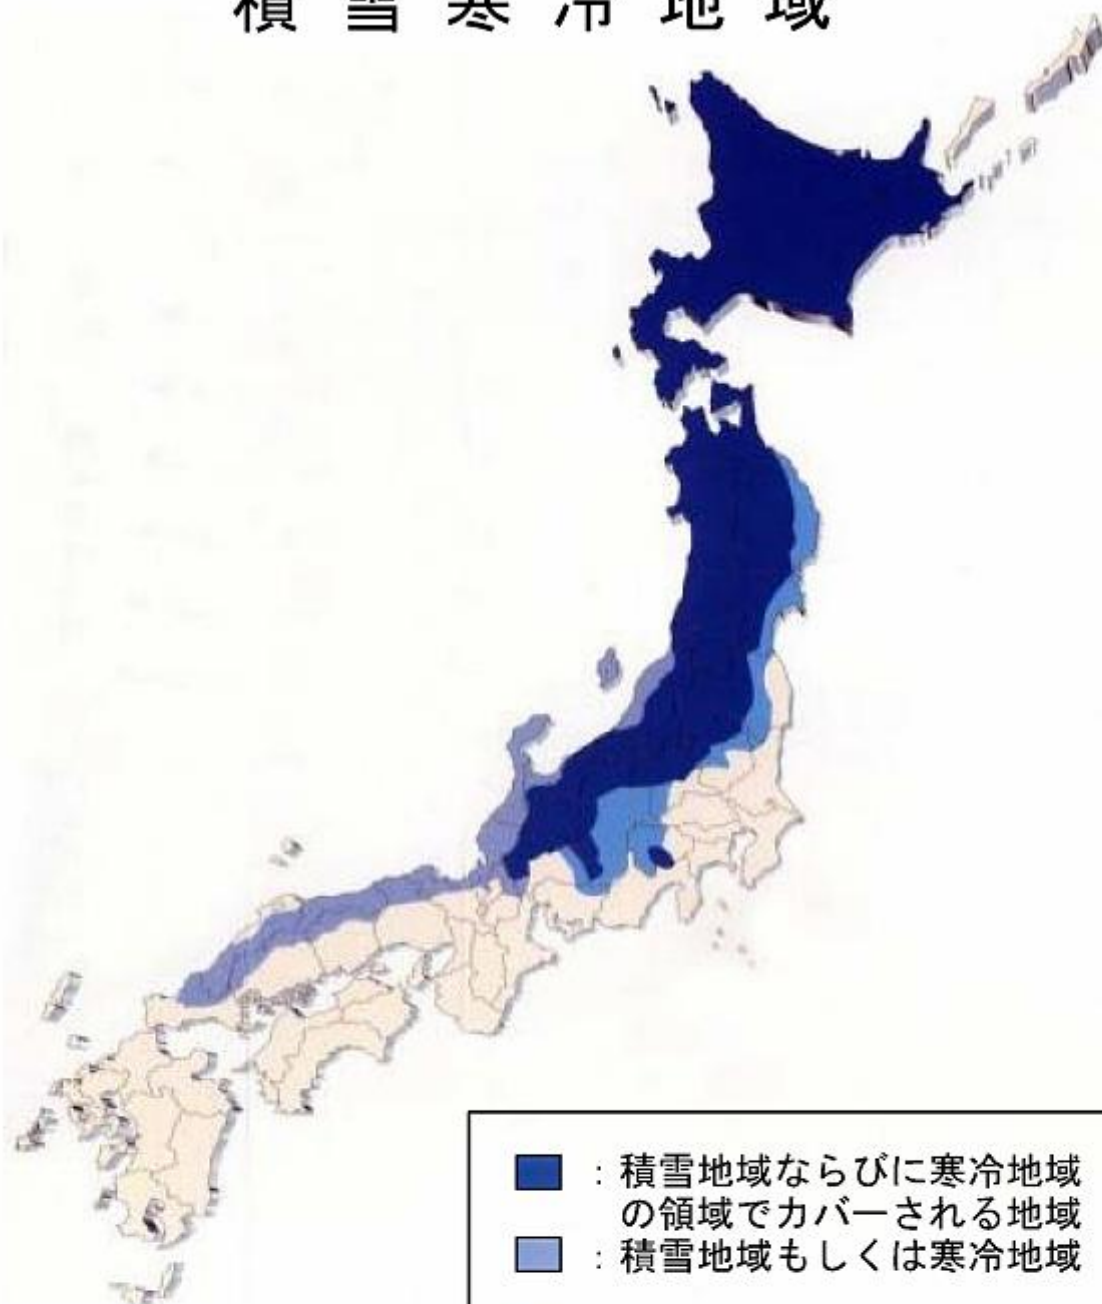 積雪寒冷地域
：積雪地域ならびに寒冷地域
の領域でカバーされる地域
：積雪地域もしくは寒冷地域